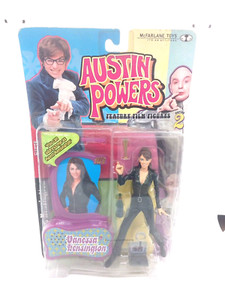 McFARLANE TOYS
AUSTIN
POWERS
FEATURE FILM FIGURES
2
Vanessa
Kensington